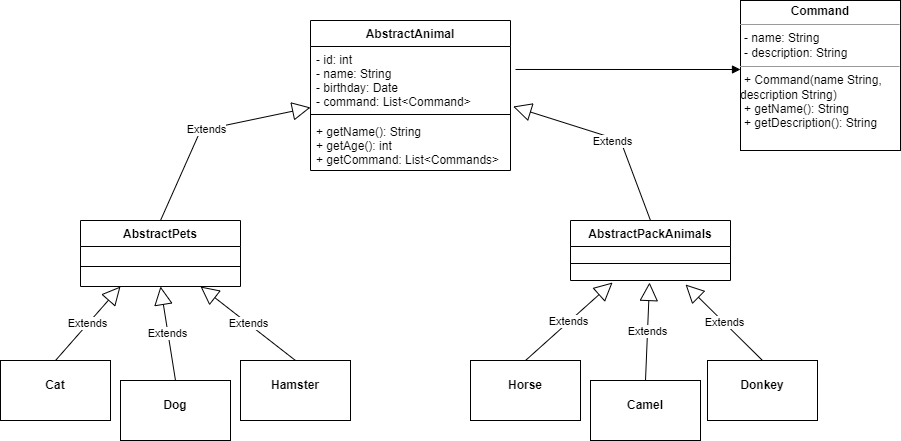 Command
- name: String
- description: String
+ Command(name String,
description String)
+ getName(): String
+ getDescription(): String
AbstractAnimal
- id: int
- name: String
- birthday: Date
- command: List<Command>
+ getName(): String
+ getAge(): int
+ getCommand: List<Commands>
Extends
Extends
AbstractPets
AbstractPackAnimals
Extends
Extends
Extends
Extends
Extends
Extends
Cat
Dog
Hamster
Horse
Camel
Donkey